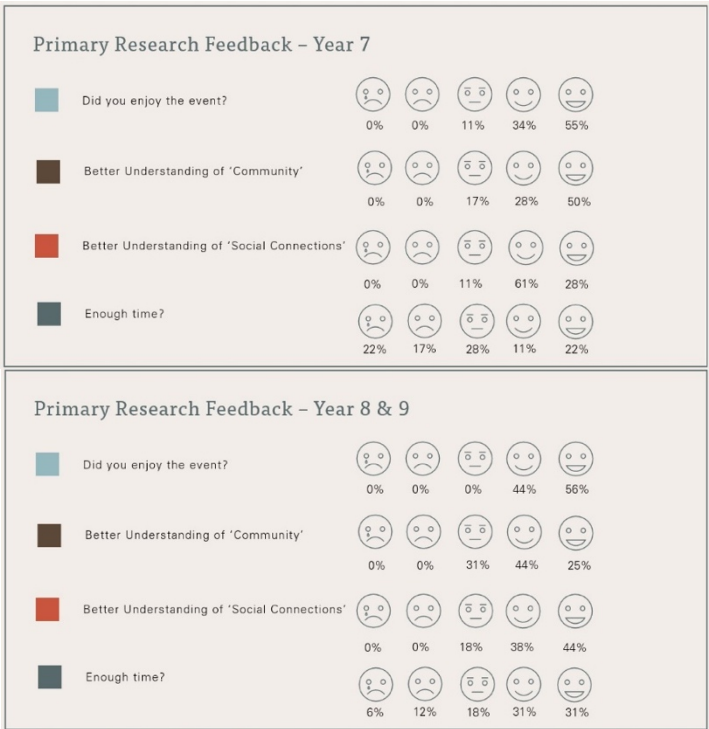 Primary Research Feedback – Year 7
Did you enjoy the event?
0% 0% 11% 34% 55%
Better Understanding of ‘Community’
0% 0% 17% 28% 50%
Better Understanding of ‘Social Connections’
0% 0% 11% 61% 28%
Enough time?
22% 17% 28% 11% 22%
Primary Research Feedback – Year 8 & 9
Did you enjoy the event?
0% 0% 0% 44% 56%
Better Understanding of ‘Community’
0% 0% 31% 44% 25%
Better Understanding of ‘Social Connections’
0% 0% 18% 38% 44%
Enough time?
6% 12% 18% 31% 31%